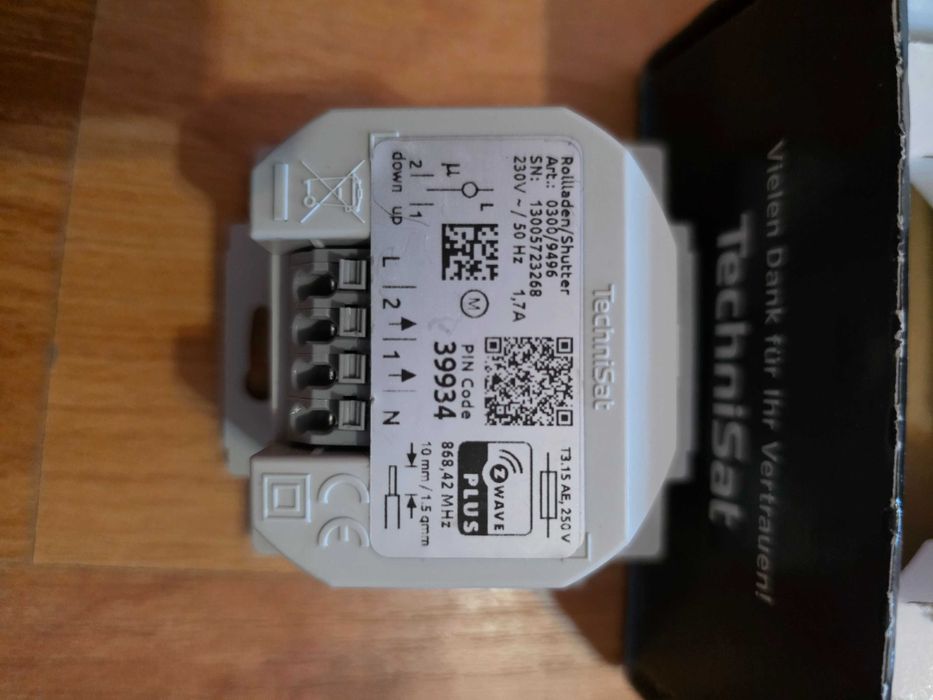 TechniSat
Rollladen/Shutter
Art.: 0300/9496
SN: 13005723268
230V ~ / 50 Hz 1,7A
L
µ
2 1
down up
M
PIN Code
39934
T3.15 AE, 250 V
Z WAVE
PLUS
868,42 MHz
10 mm / 1.5 qmm
L 2 1 N
CE
Vielen Dank für Ihr Vertrauen!
TechniSat